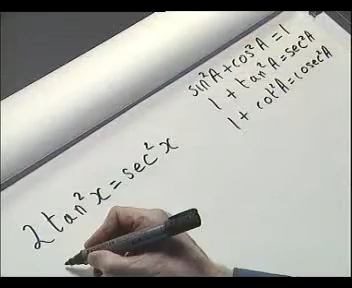 sin²A + cos²A = 1
1 + tan²A = sec²A
1 + cot²A = cosec²A
2tan²x = sec²x